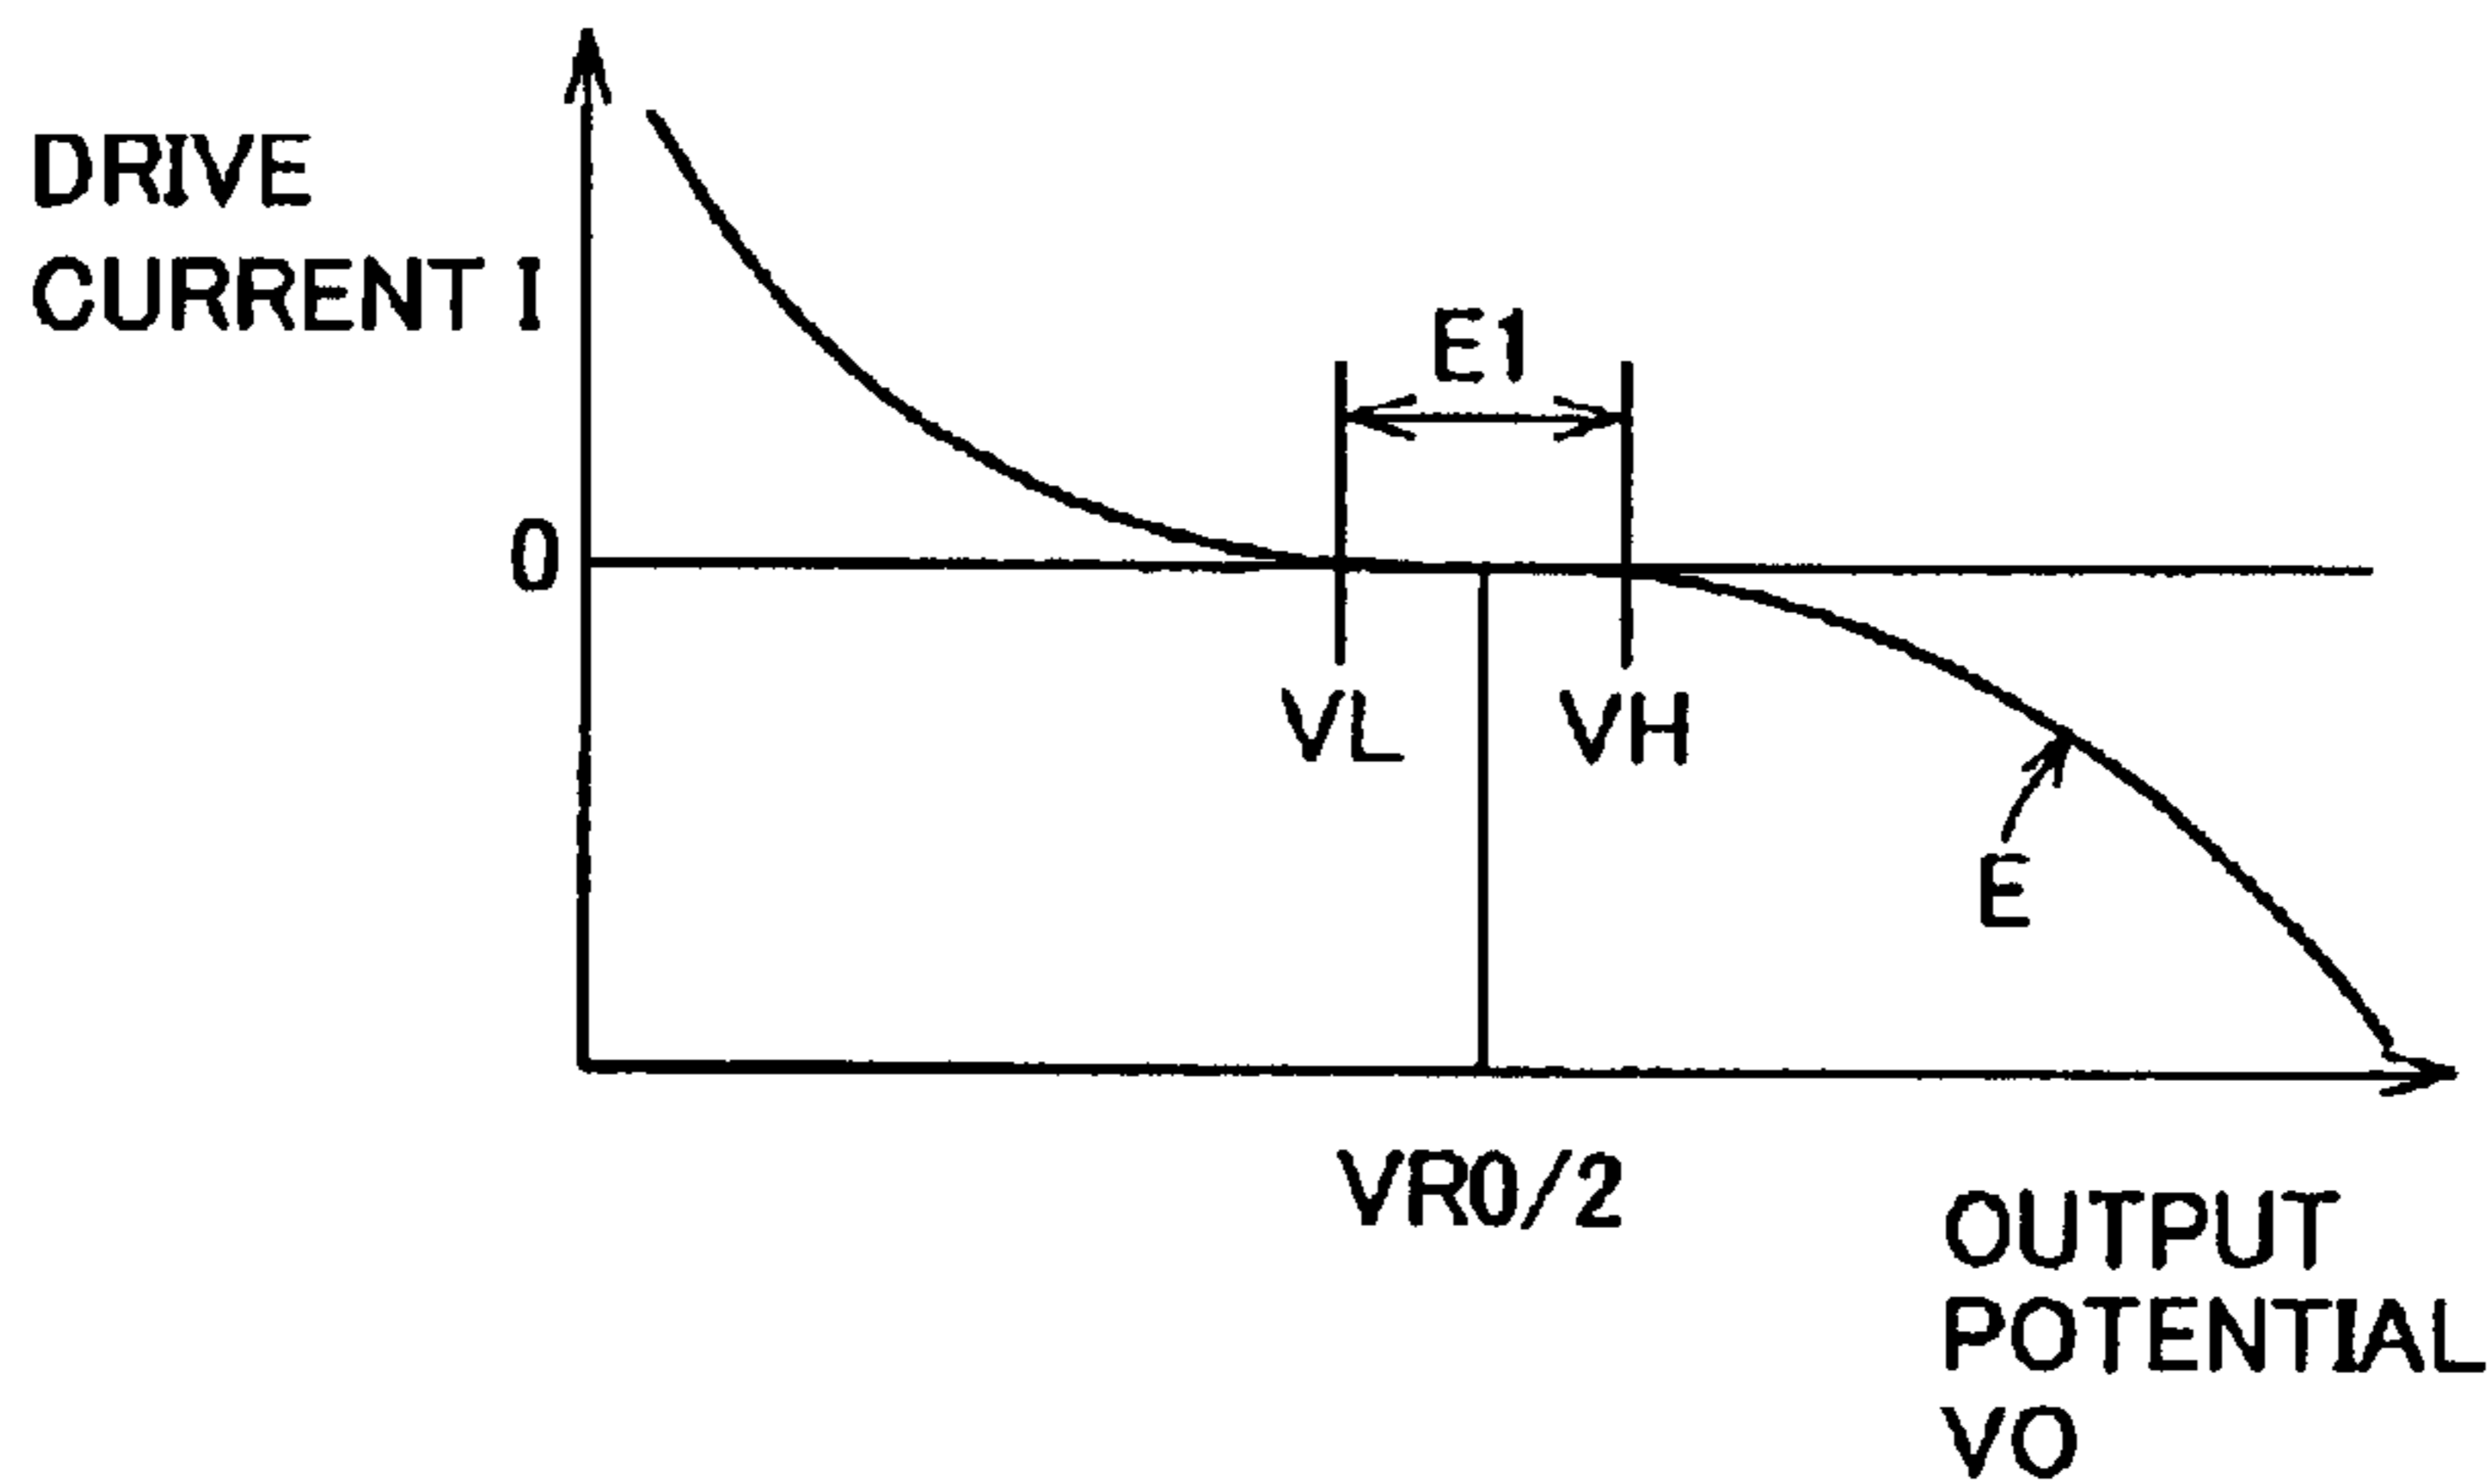 DRIVE
CURRENT I
E1
0
VL
VH
E
VR0/2
OUTPUT
POTENTIAL
VO